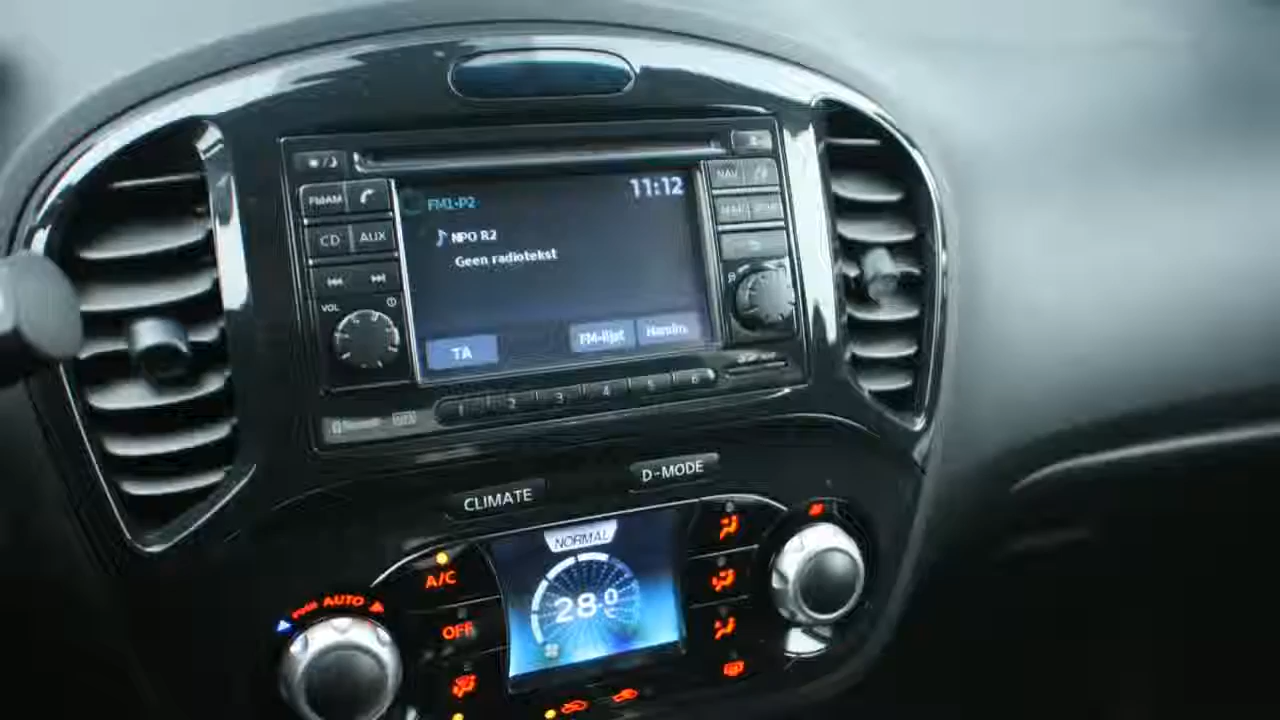 11:12
FM1-P2
NAV
FM·AM
NPO R2
CD AUX
Geen radiotekst
VOL
TA FM-lijst
1 2 3 4 5 6
D-MODE
CLIMATE
NORMAL
A/C
28.0
AUTO
OFF